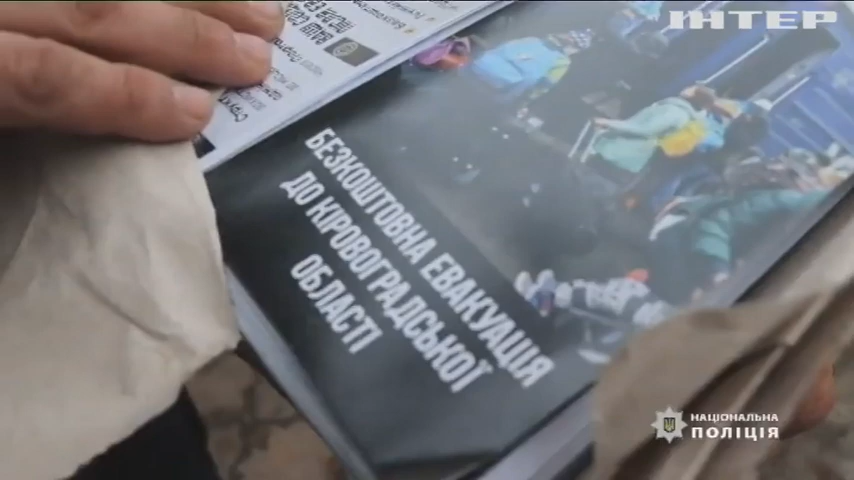 ІНТЕР
БЕЗКОШТОВНА ЕВАКУАЦІЯ
ДО КІРОВОГРАДСЬКОЇ
ОБЛАСТІ
НАЦІОНАЛЬНА
ПОЛІЦІЯ